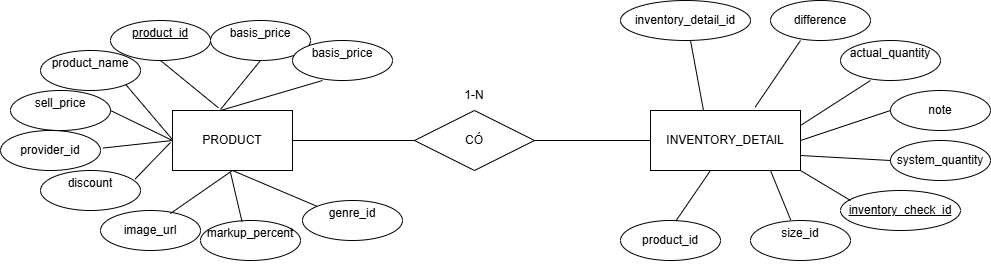 inventory_detail_id
difference
product_id
basis_price
basis_price
actual_quantity
product_name
sell_price
1-N
note
PRODUCT
CÓ
INVENTORY_DETAIL
provider_id
system_quantity
discount
genre_id
inventory_check_id
image_url
markup_percent
product_id
size_id